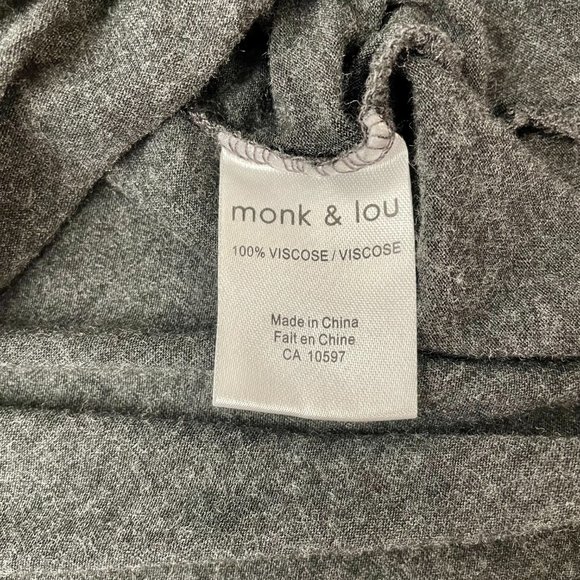 monk & lou
100% VISCOSE / VISCOSE
Made in China
Fait en Chine
CA 10597